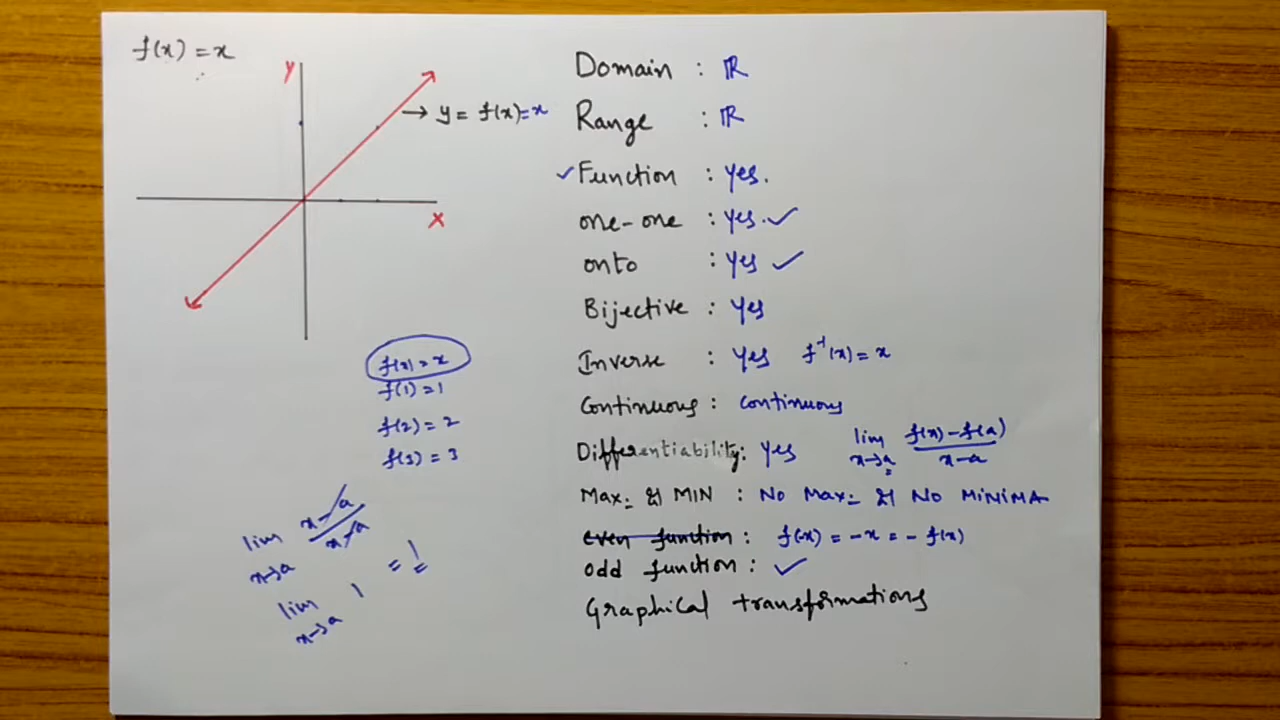 f(x) = x
y
→ y = f(x) = x
x
f(x) = x
f(1) = 1
f(2) = 2
f(3) = 3
lim x→a x-a/x-a
lim x→a 1 = 1
Domain : ℝ
Range : ℝ
✓ Function : yes.
one-one : yes. ✓
onto : yes ✓
Bijective : yes
Inverse : yes f⁻¹(x) = x
Continuous : continuous
Differentiability : yes lim x→a f(x) - f(a)/x-a
Max. & MIN : No Max. & No MINIMA
even function : f(-x) = -x = - f(x)
odd function : ✓
Graphical transformations